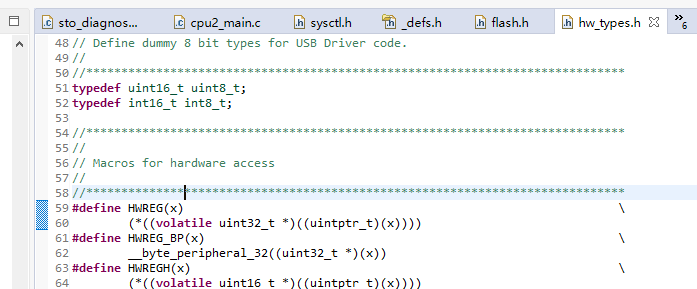 sto_diagnos... cpu2_main.c sysctl.h _defs.h flash.h hw_types.h »6
48 // Define dummy 8 bit types for USB Driver code.
49 //
50 //*****************************************************************************
51 typedef uint16_t uint8_t;
52 typedef int16_t int8_t;
53
54 //*****************************************************************************
55 //
56 // Macros for hardware access
57 //
58 //*****************************************************************************
59 #define HWREG(x) \
60 (*((volatile uint32_t *)((uintptr_t)(x))))
61 #define HWREG_BP(x) \
62 __byte_peripheral_32((uint32_t *)(x))
63 #define HWREGH(x) \
64 (*((volatile uint16_t *)((uintptr_t)(x))))